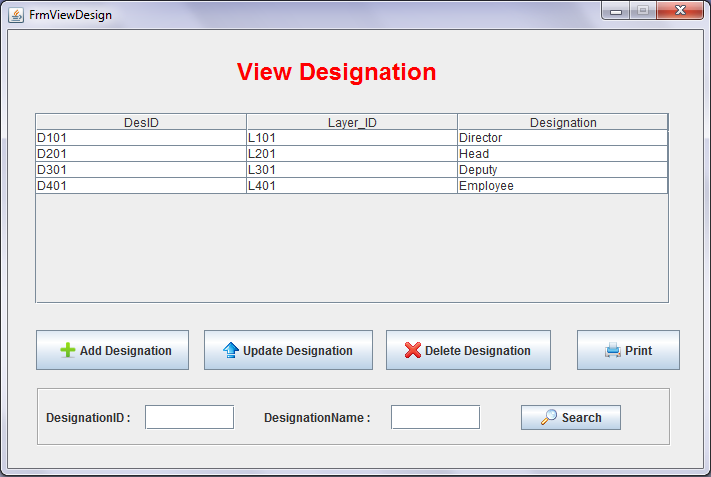 FrmViewDesign
View Designation
DesID Layer_ID Designation
D101 L101 Director
D201 L201 Head
D301 L301 Deputy
D401 L401 Employee
Add Designation Update Designation Delete Designation Print
DesignationID : DesignationName : Search